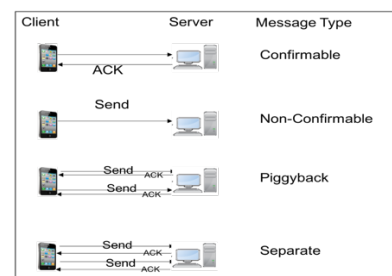 Client Server Message Type
Confirmable
ACK
Send
Non-Confirmable
Send
ACK
Piggyback
Send
ACK
Send
ACK
Separate
Send
ACK